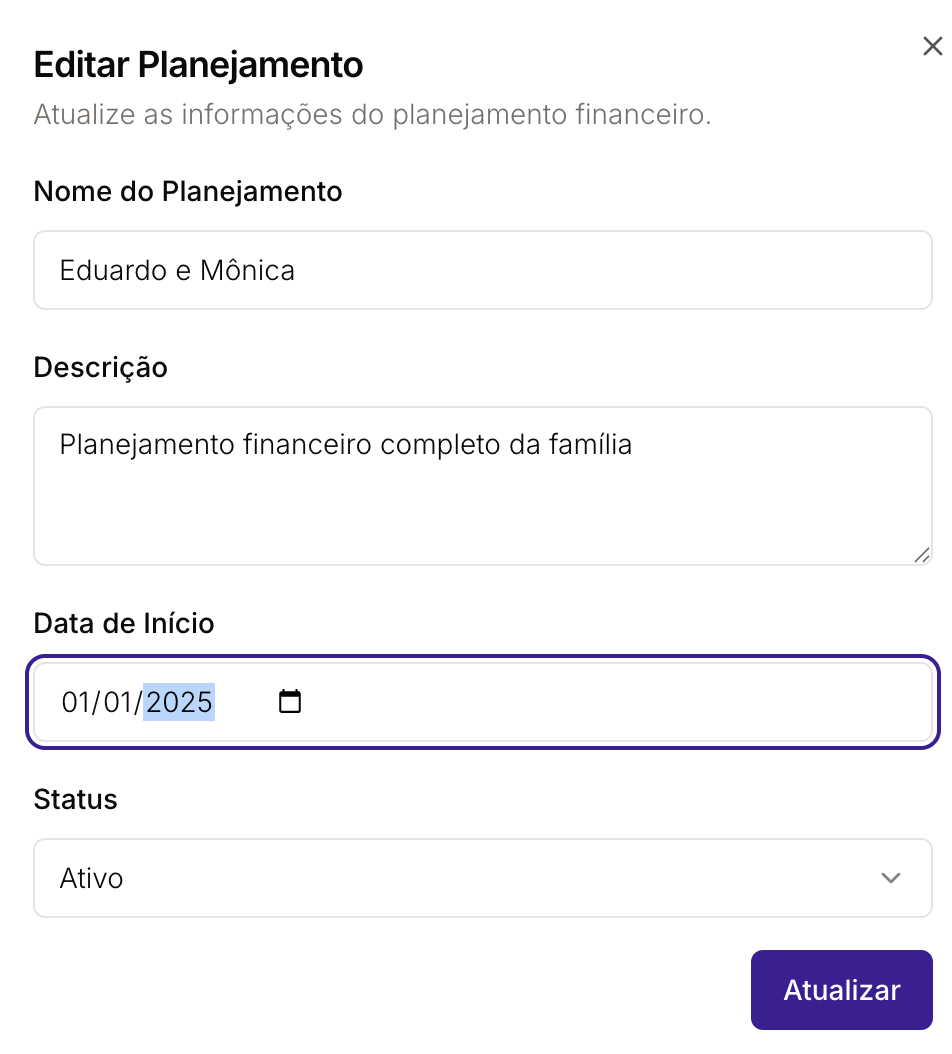 Editar Planejamento
Atualize as informações do planejamento financeiro.
Nome do Planejamento
Eduardo e Mônica
Descrição
Planejamento financeiro completo da família
Data de Início
01/01/2025
Status
Ativo
Atualizar